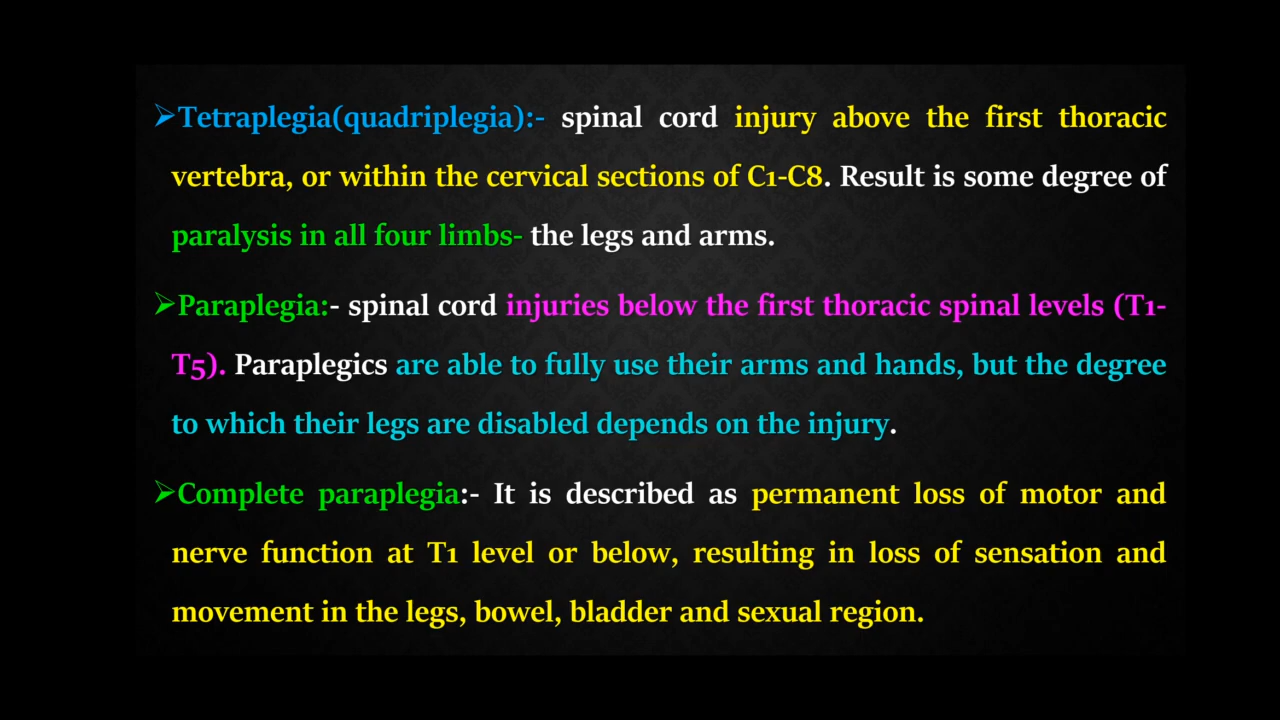 ➢Tetraplegia(quadriplegia):- spinal cord injury above the first thoracic
vertebra, or within the cervical sections of C1-C8. Result is some degree of
paralysis in all four limbs- the legs and arms.
➢Paraplegia:- spinal cord injuries below the first thoracic spinal levels (T1-
T5). Paraplegics are able to fully use their arms and hands, but the degree
to which their legs are disabled depends on the injury.
➢Complete paraplegia:- It is described as permanent loss of motor and
nerve function at T1 level or below, resulting in loss of sensation and
movement in the legs, bowel, bladder and sexual region.